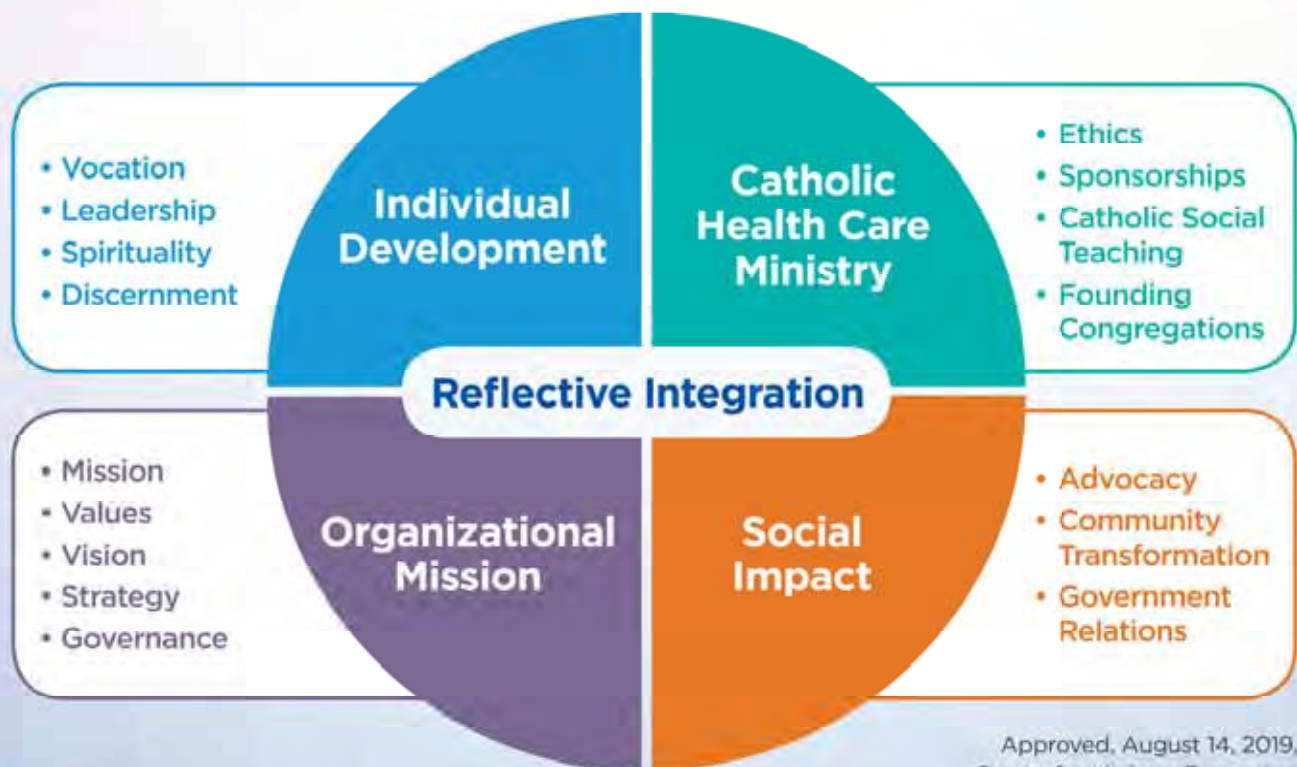 • Vocation
• Leadership
• Spirituality
• Discernment
Individual
Development
Catholic
Health Care
Ministry
• Ethics
• Sponsorships
• Catholic Social
Teaching
• Founding
Congregations
Reflective Integration
• Mission
• Values
• Vision
• Strategy
• Governance
Organizational
Mission
Social
Impact
• Advocacy
• Community
Transformation
• Government
Relations
Approved, August 14, 2019,